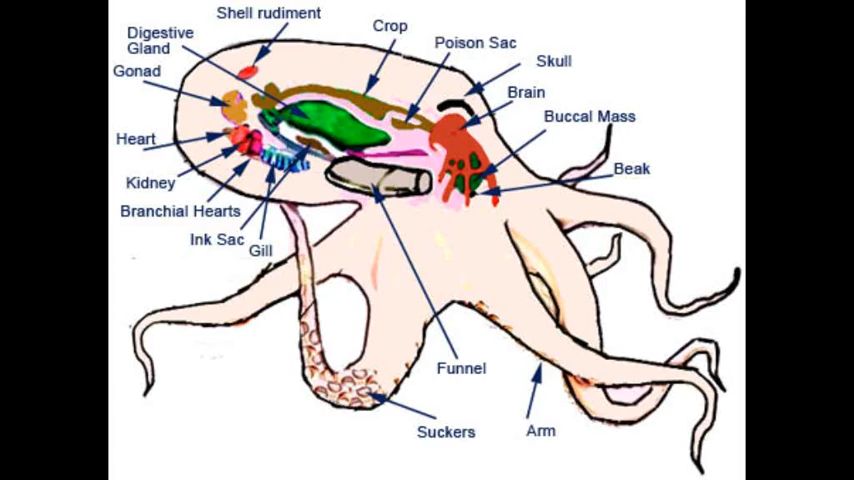 Shell rudiment
Digestive
Gland
Crop
Poison Sac
Skull
Gonad
Brain
Buccal Mass
Heart
Beak
Kidney
Branchial Hearts
Ink Sac
Gill
Funnel
Suckers
Arm